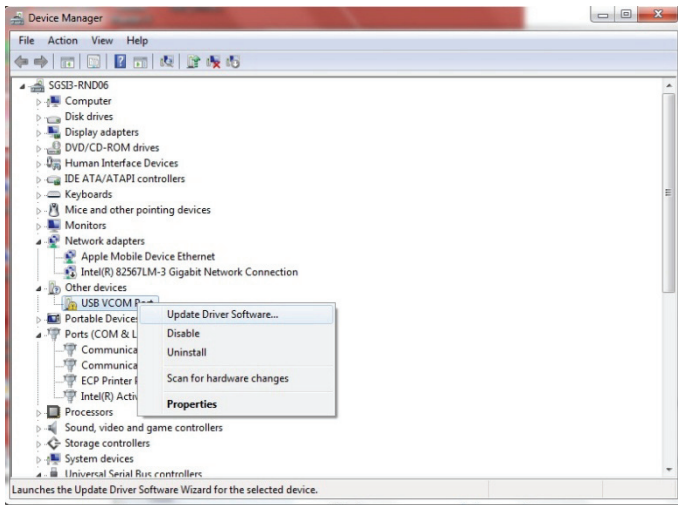 Device Manager
File Action View Help
SGSI3-RND06
Computer
Disk drives
Display adapters
DVD/CD-ROM drives
Human Interface Devices
IDE ATA/ATAPI controllers
Keyboards
Mice and other pointing devices
Monitors
Network adapters
Apple Mobile Device Ethernet
Intel(R) 82567LM-3 Gigabit Network Connection
Other devices
USB VCOM Port
Update Driver Software...
Portable Devices
Disable
Ports (COM & L
Communica
Uninstall
Communica
ECP Printer
Scan for hardware changes
Intel(R) Activ
Properties
Processors
Sound, video and game controllers
Storage controllers
System devices
Universal Serial Bus controllers
Launches the Update Driver Software Wizard for the selected device.